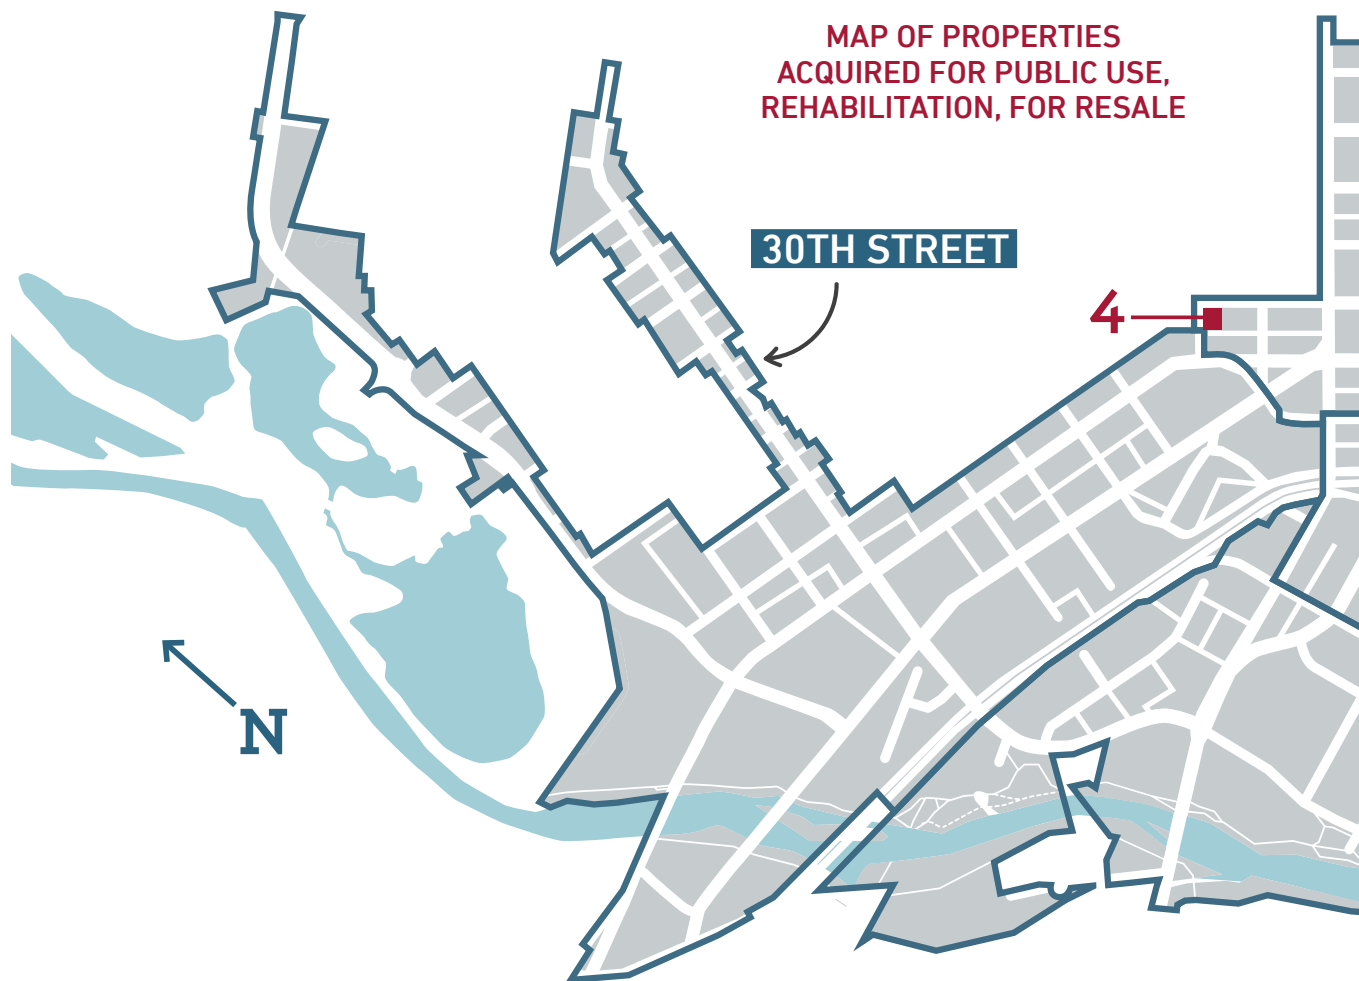 MAP OF PROPERTIES
ACQUIRED FOR PUBLIC USE,
REHABILITATION, FOR RESALE
30TH STREET
4
N